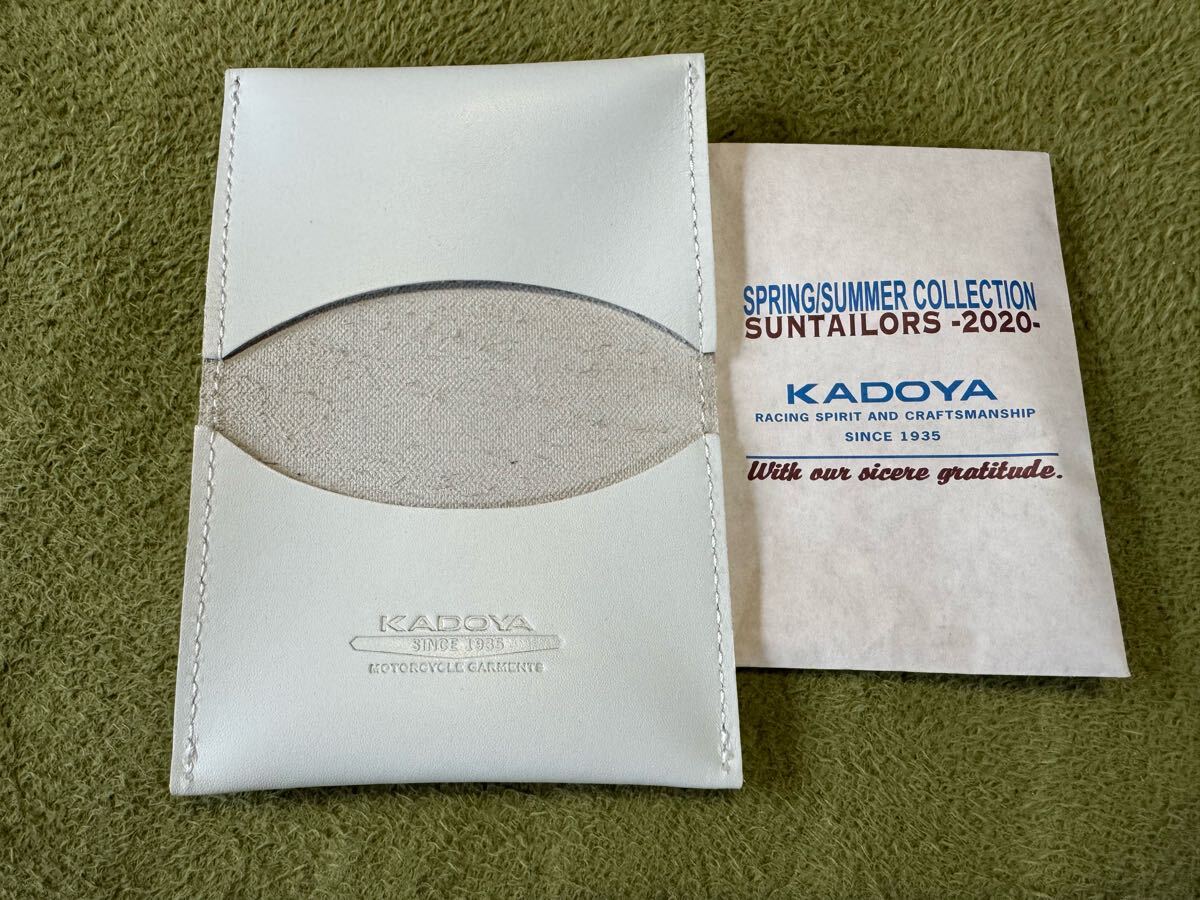 KADOYA
SINCE 1935
MOTORCYCLE GARMENTS
SPRING/SUMMER COLLECTION
SUNTAILORS -2020-
KADOYA
RACING SPIRIT AND CRAFTSMANSHIP
SINCE 1935
With our sicere gratitude.